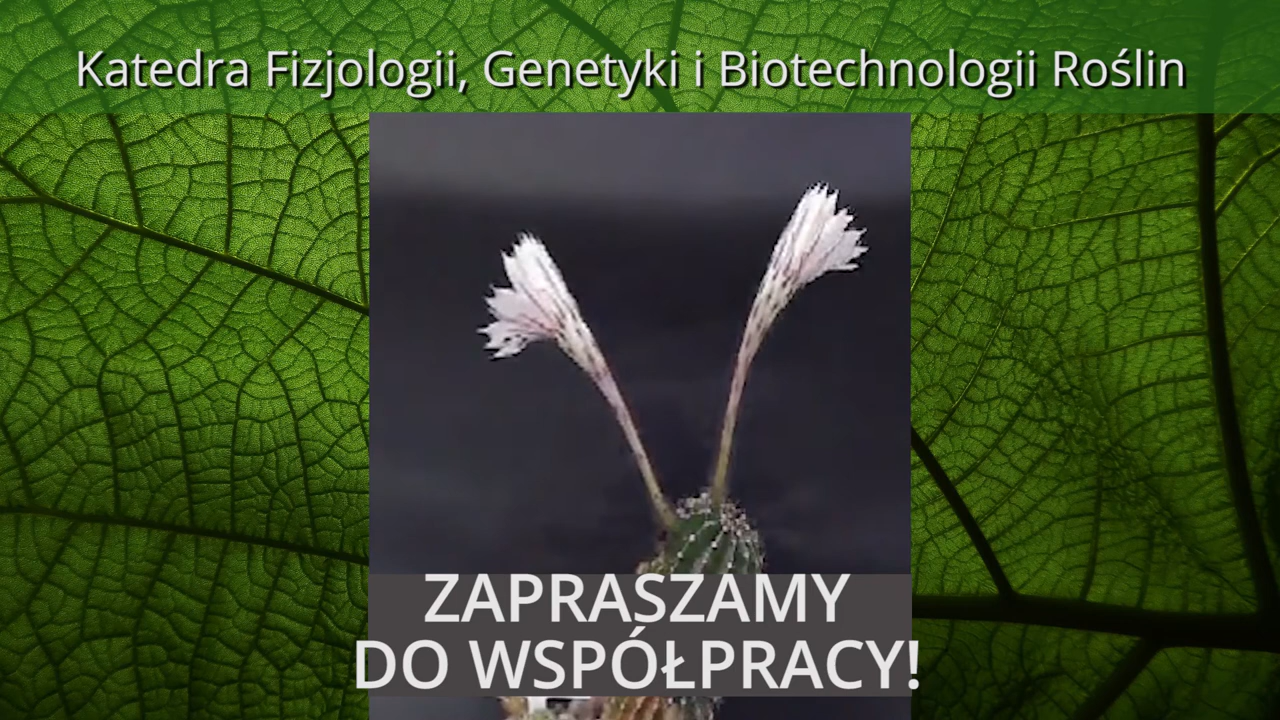 Katedra Fizjologii, Genetyki i Biotechnologii Roślin
ZAPRASZAMY
DO WSPÓŁPRACY!